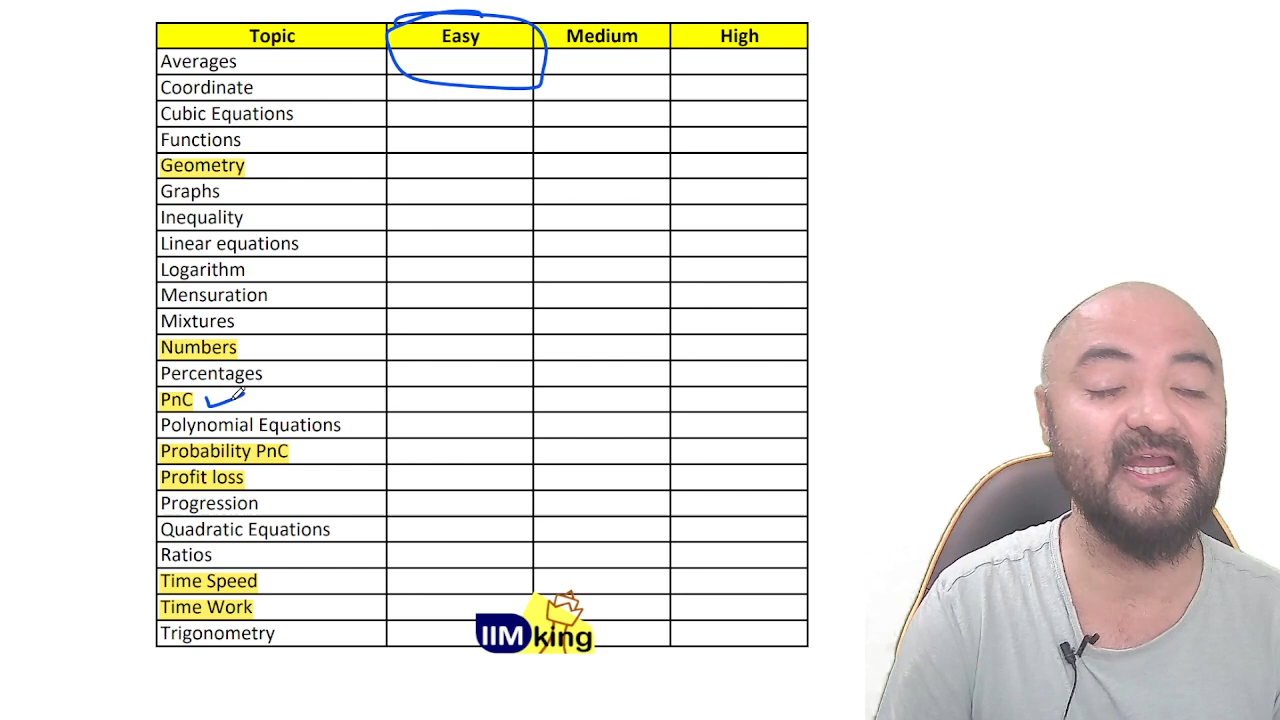 Topic Easy Medium High
Averages
Coordinate
Cubic Equations
Functions
Geometry
Graphs
Inequality
Linear equations
Logarithm
Mensuration
Mixtures
Numbers
Percentages
PnC
Polynomial Equations
Probability PnC
Profit loss
Progression
Quadratic Equations
Ratios
Time Speed
Time Work
Trigonometry
IIM king